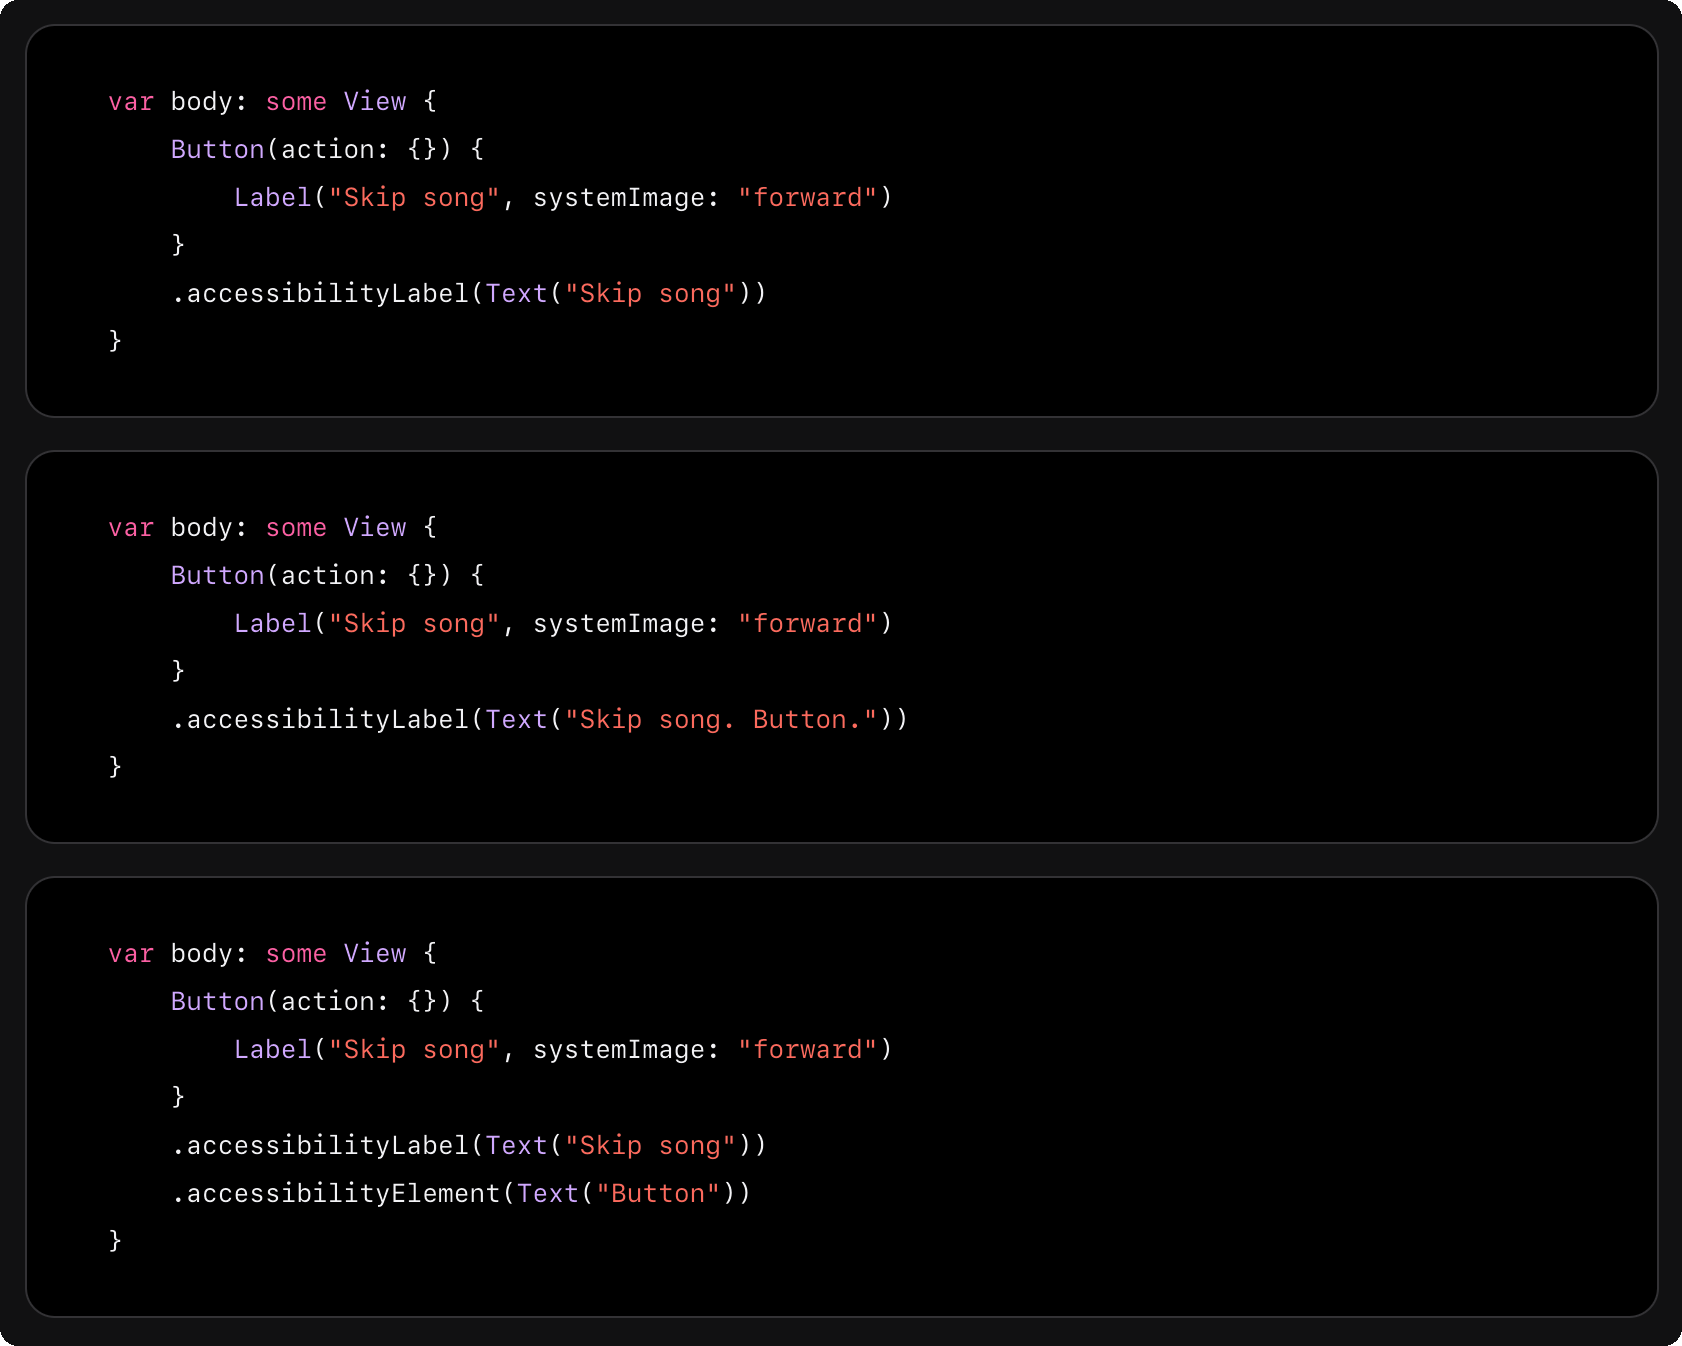 var body: some View {
    Button(action: {}) {
        Label("Skip song", systemImage: "forward")
    }
    .accessibilityLabel(Text("Skip song"))
}
var body: some View {
    Button(action: {}) {
        Label("Skip song", systemImage: "forward")
    }
    .accessibilityLabel(Text("Skip song. Button."))
}
var body: some View {
    Button(action: {}) {
        Label("Skip song", systemImage: "forward")
    }
    .accessibilityLabel(Text("Skip song"))
    .accessibilityElement(Text("Button"))
}